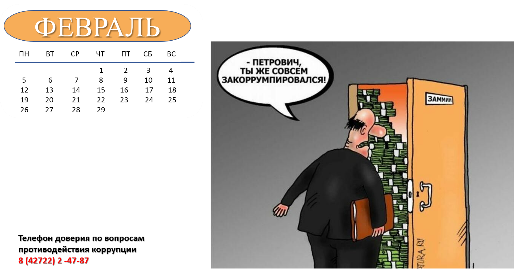 ФЕВРАЛЬ
ПН ВТ СР ЧТ ПТ СБ ВС
1 2 3 4
5 6 7 8 9 10 11
12 13 14 15 16 17 18
19 20 21 22 23 24 25
26 27 28 29
- ПЕТРОВИЧ,
ТЫ ЖЕ СОВСЕМ
ЗАКОРРУМПИРОВАЛСЯ!
ЗАММИН
Телефон доверия по вопросам
противодействия коррупции
8 (42722) 2 -47-87